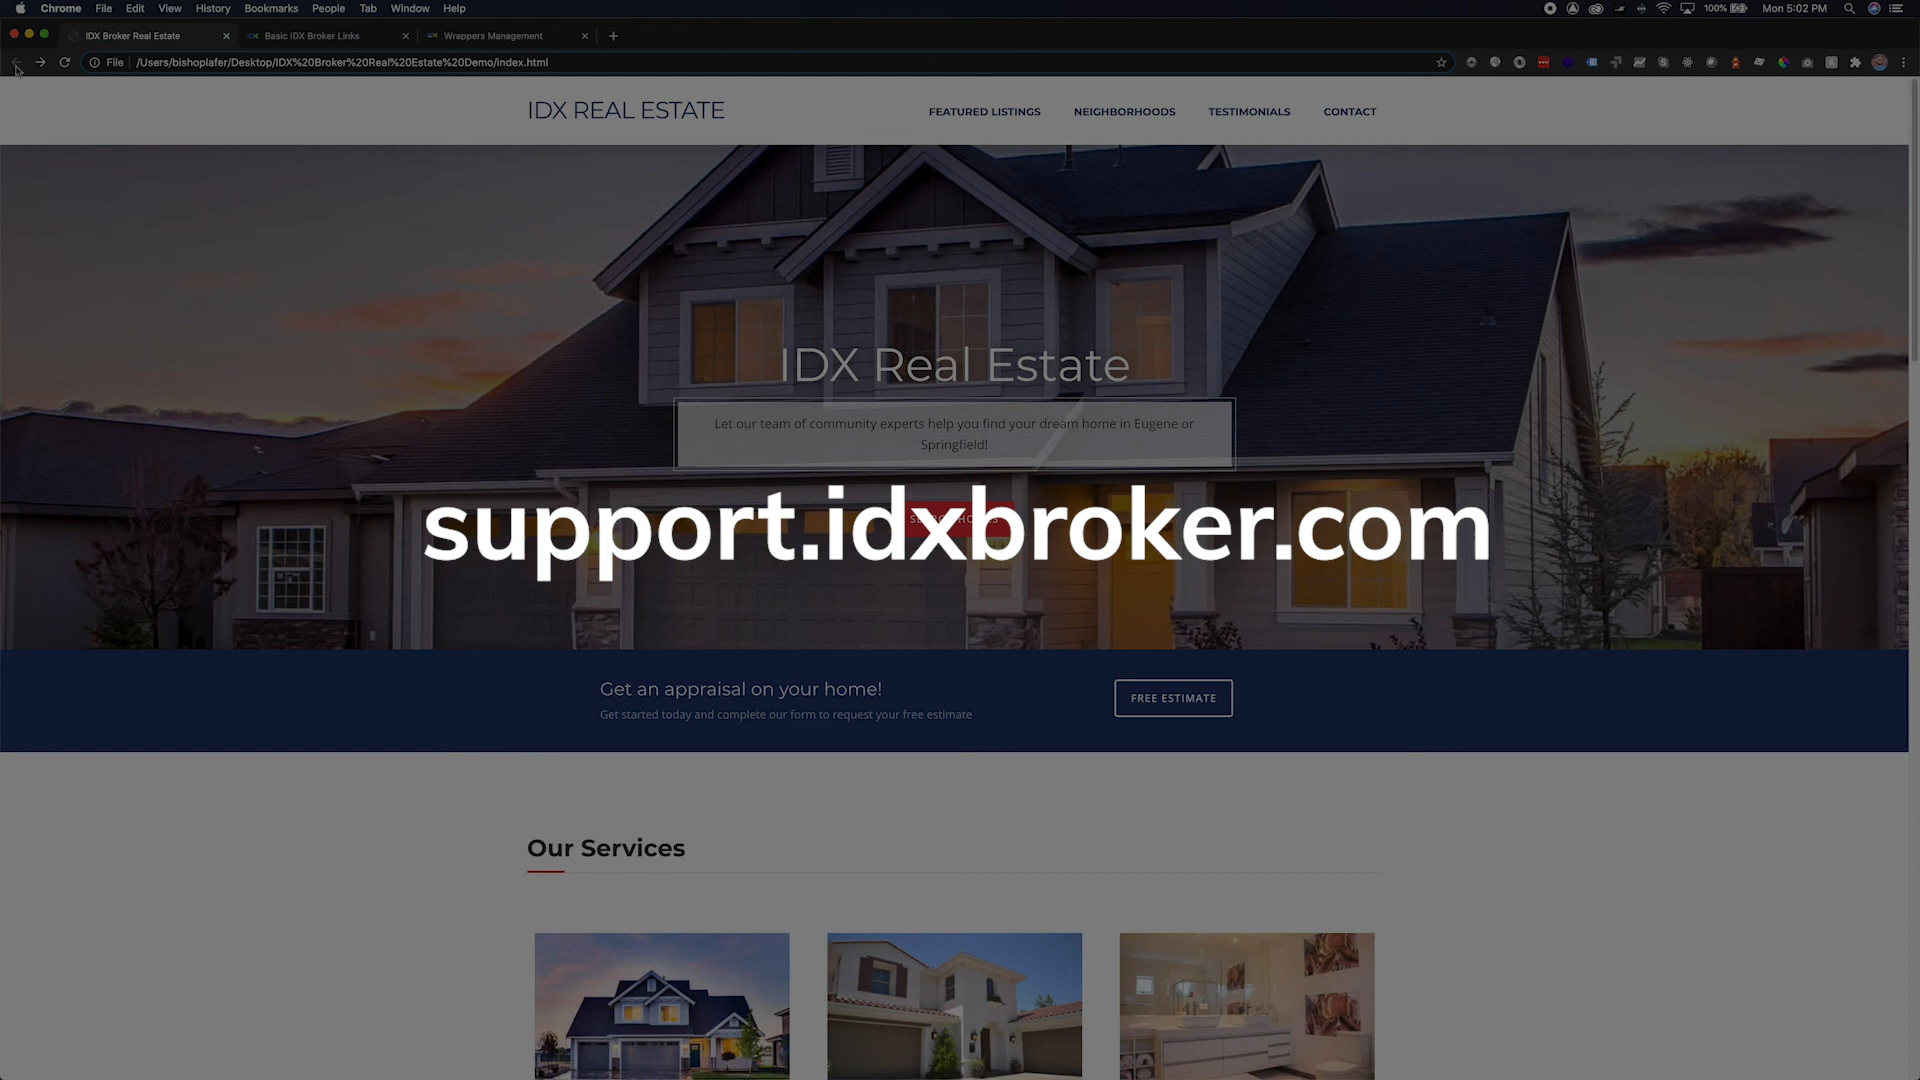 Chrome File Edit View History Bookmarks People Tab Window Help
100% Mon 5:02 PM
IDX Broker Real Estate Basic IDX Broker Links Wrappers Management
File /Users/bishoplafer/Desktop/IDX%20Broker%20Real%20Estate%20Demo/index.html
IDX REAL ESTATE
FEATURED LISTINGS NEIGHBORHOODS TESTIMONIALS CONTACT
IDX Real Estate
Let our team of community experts help you find your dream home in Eugene or
Springfield!
support.idxbroker.com
Get an appraisal on your home!
Get started today and complete our form to request your free estimate
FREE ESTIMATE
Our Services